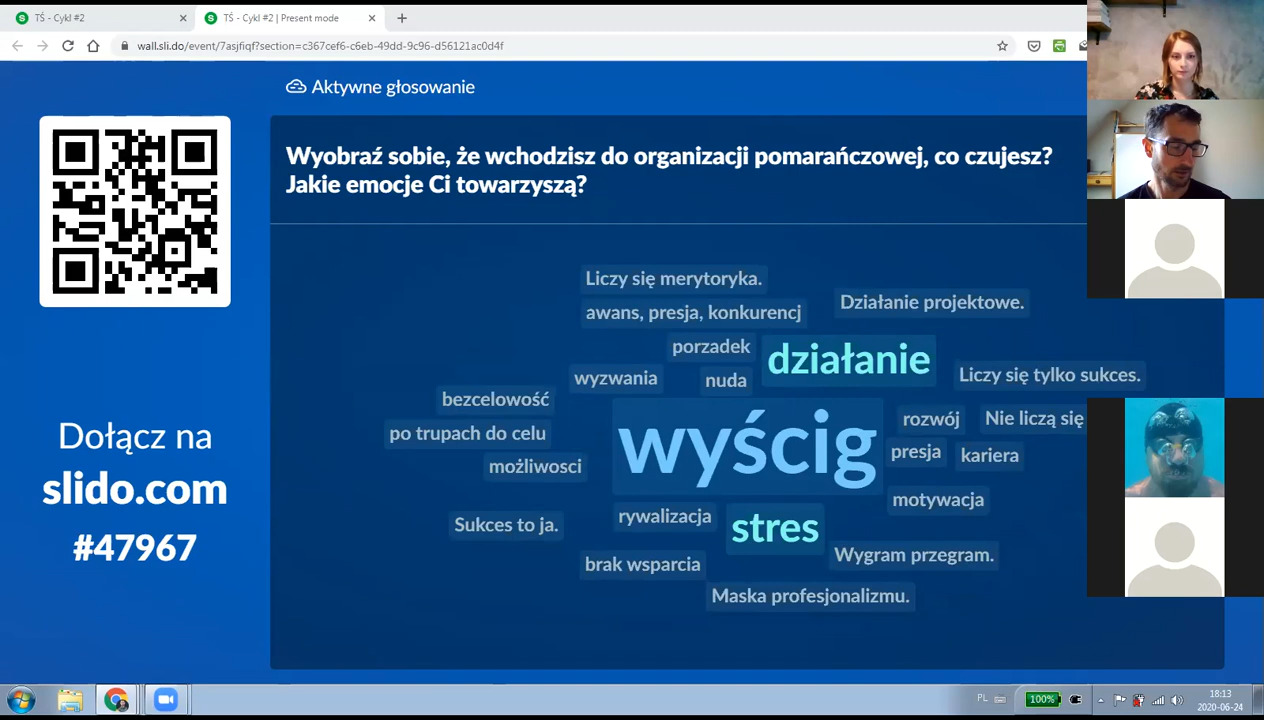 TŚ - Cykl #2
TŚ - Cykl #2 | Present mode
wall.sli.do/event/7asjfiqf?section=c367cef6-c6eb-49dd-9c96-d56121ac0d4f
Aktywne głosowanie
Wyobraź sobie, że wchodzisz do organizacji pomarańczowej, co czujesz?
Jakie emocje Ci towarzyszą?
Liczy się merytoryka.
Działanie projektowe.
awans, presja, konkurencj
porzadek
działanie
wyzwania
nuda
Liczy się tylko sukces.
bezcelowość
rozwój
Nie liczą się
po trupach do celu
wyścig
presja
kariera
możliwosci
motywacja
Sukces to ja.
rywalizacja
stres
Wygram przegram.
brak wsparcia
Maska profesjonalizmu.
Dołącz na
slido.com
#47967
PL
100%
18:13
2020-06-24